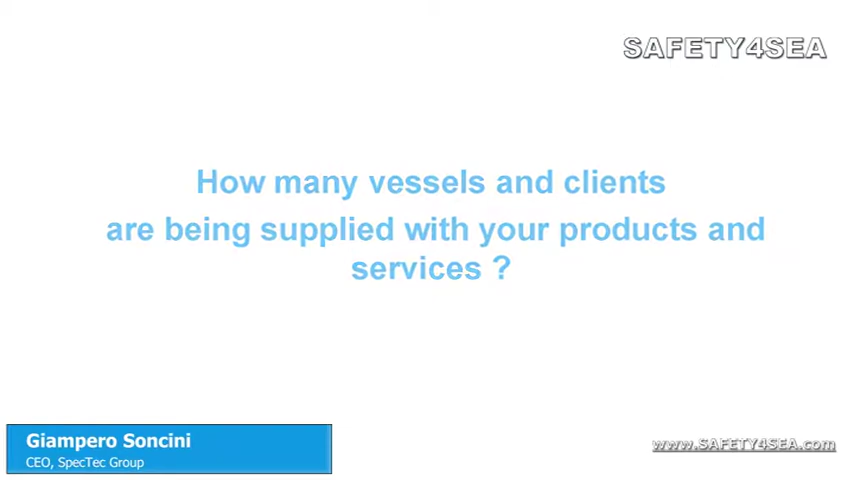 SAFETY4SEA
How many vessels and clients
are being supplied with your products and
services ?
Giampero Soncini
CEO, SpecTec Group
www.SAFETY4SEA.com